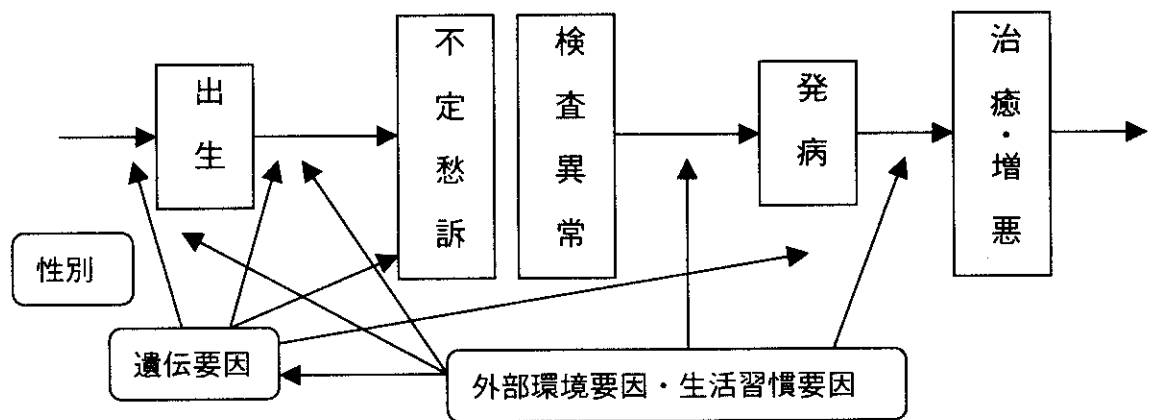 出生
不定愁訴
検査異常
発病
治癒・増悪
性別
遺伝要因
外部環境要因・生活習慣要因